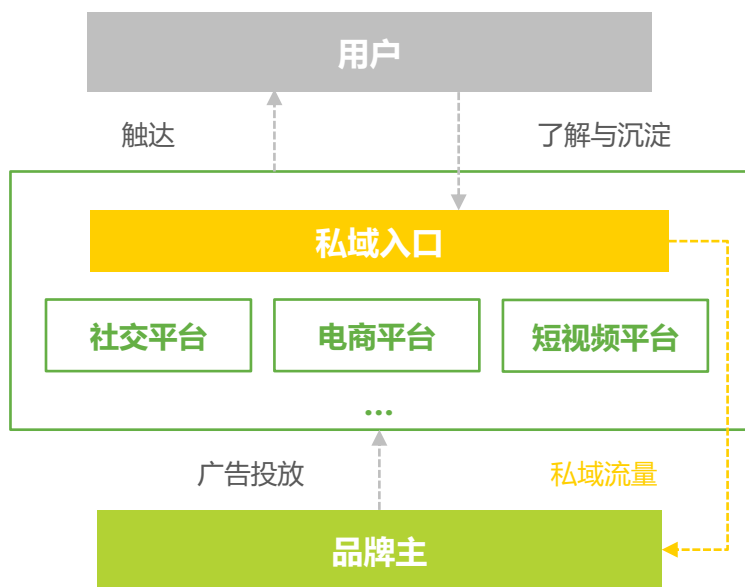 用户
触达
了解与沉淀
私域入口
社交平台
电商平台
短视频平台
...
广告投放
私域流量
品牌主